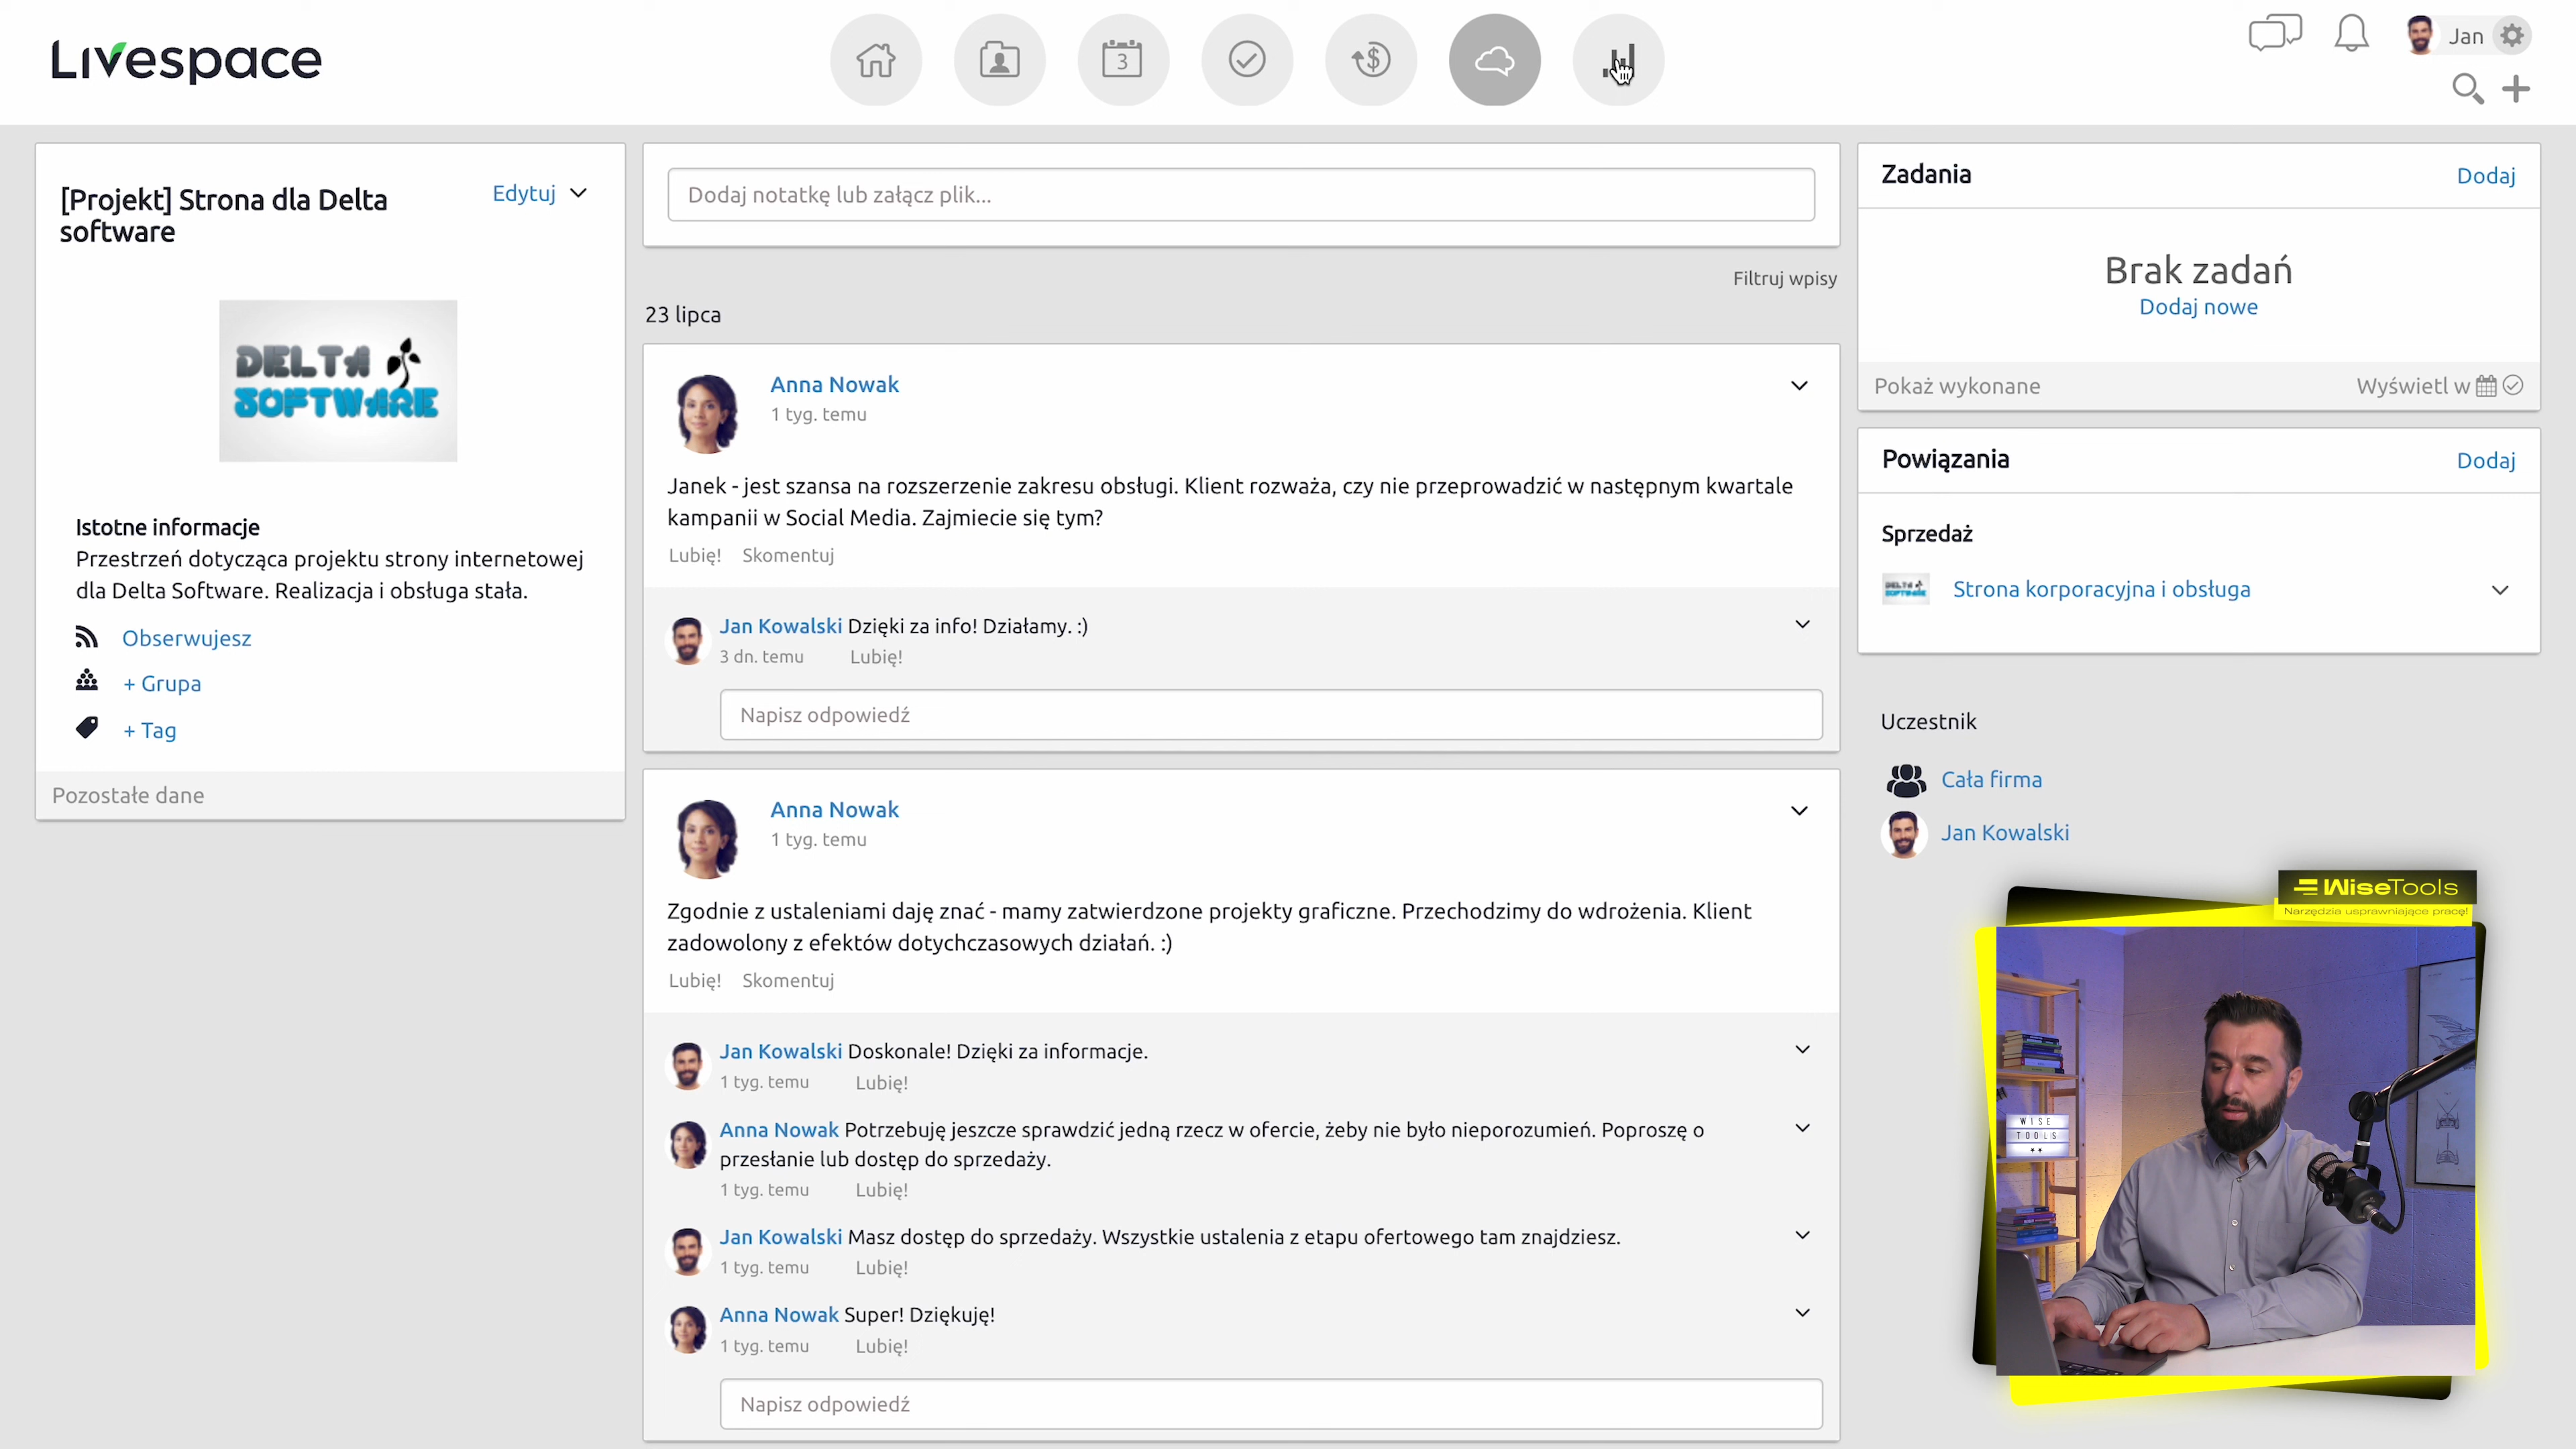 Livespace
3
Jan
[Projekt] Strona dla Delta
software
Edytuj
DELTA
SOFTWARE
Istotne informacje
Przestrzeń dotycząca projektu strony internetowej
dla Delta Software. Realizacja i obsługa stała.
Obserwujesz
+ Grupa
+ Tag
Pozostałe dane
Dodaj notatkę lub załącz plik...
Filtruj wpisy
23 lipca
Anna Nowak
1 tyg. temu
Janek - jest szansa na rozszerzenie zakresu obsługi. Klient rozważa, czy nie przeprowadzić w następnym kwartale
kampanii w Social Media. Zajmiecie się tym?
Lubię! Skomentuj
Jan Kowalski Dzięki za info! Działamy. :)
3 dn. temu Lubię!
Napisz odpowiedź
Anna Nowak
1 tyg. temu
Zgodnie z ustaleniami daję znać - mamy zatwierdzone projekty graficzne. Przechodzimy do wdrożenia. Klient
zadowolony z efektów dotychczasowych działań. :)
Lubię! Skomentuj
Jan Kowalski Doskonale! Dzięki za informacje.
1 tyg. temu Lubię!
Anna Nowak Potrzebuję jeszcze sprawdzić jedną rzecz w ofercie, żeby nie było nieporozumień. Poproszę o
przesłanie lub dostęp do sprzedaży.
1 tyg. temu Lubię!
Jan Kowalski Masz dostęp do sprzedaży. Wszystkie ustalenia z etapu ofertowego tam znajdziesz.
1 tyg. temu Lubię!
Anna Nowak Super! Dziękuję!
1 tyg. temu Lubię!
Napisz odpowiedź
Zadania
Dodaj
Brak zadań
Dodaj nowe
Pokaż wykonane
Wyświetl w
Powiązania
Dodaj
Sprzedaż
DELTA
SOFTWARE
Strona korporacyjna i obsługa
Uczestnik
Cała firma
Jan Kowalski
WiseTools
Narzędzia usprawniające pracę!
WISE
TOOLS